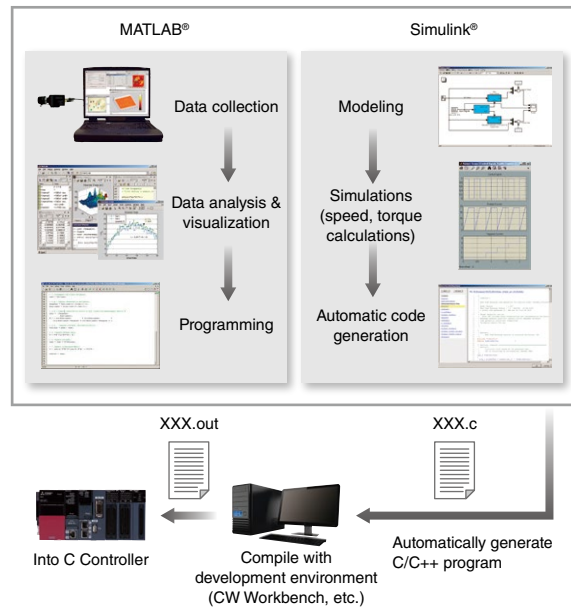 MATLAB®
Data collection
Data analysis &
visualization
Programming
Simulink®
Modeling
Simulations
(speed, torque
calculations)
Automatic code
generation
XXX.out
XXX.c
Into C Controller
Compile with
development environment
(CW Workbench, etc.)
Automatically generate
C/C++ program